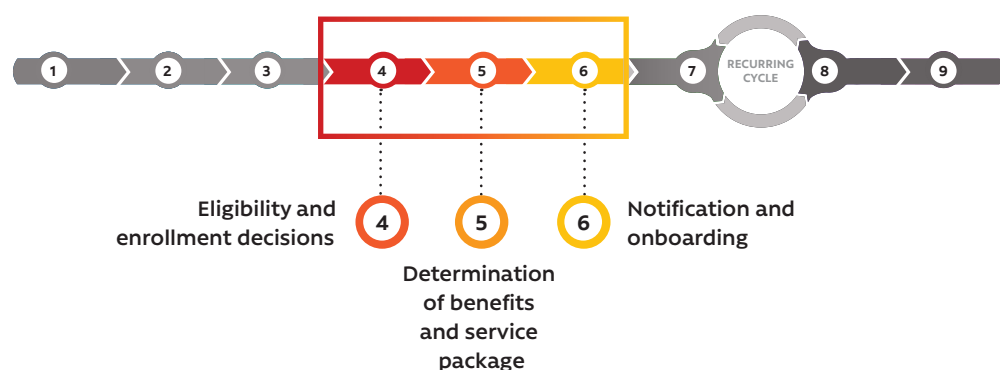 1
2
3
4
5
6
7
RECURRING
CYCLE
8
9
Eligibility and
enrollment decisions
4
5
6
Notification and
onboarding
Determination
of benefits
and service
package